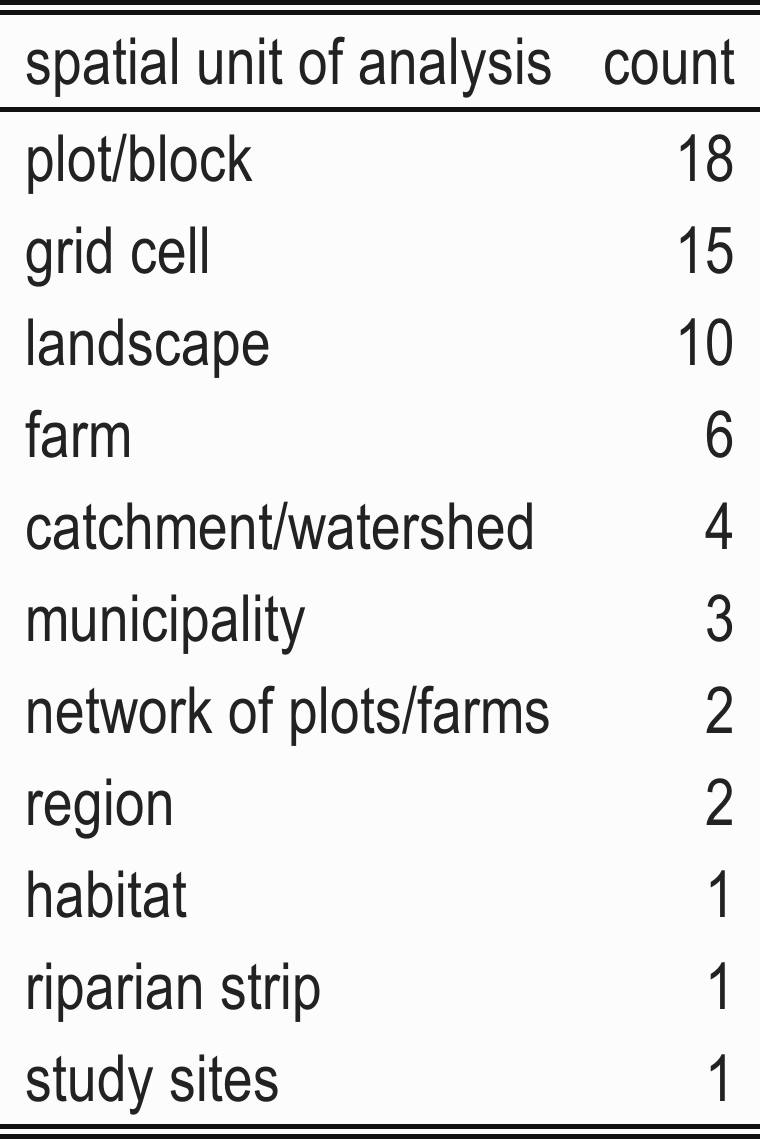 spatial unit of analysis count
plot/block 18
grid cell 15
landscape 10
farm 6
catchment/watershed 4
municipality 3
network of plots/farms 2
region 2
habitat 1
riparian strip 1
study sites 1